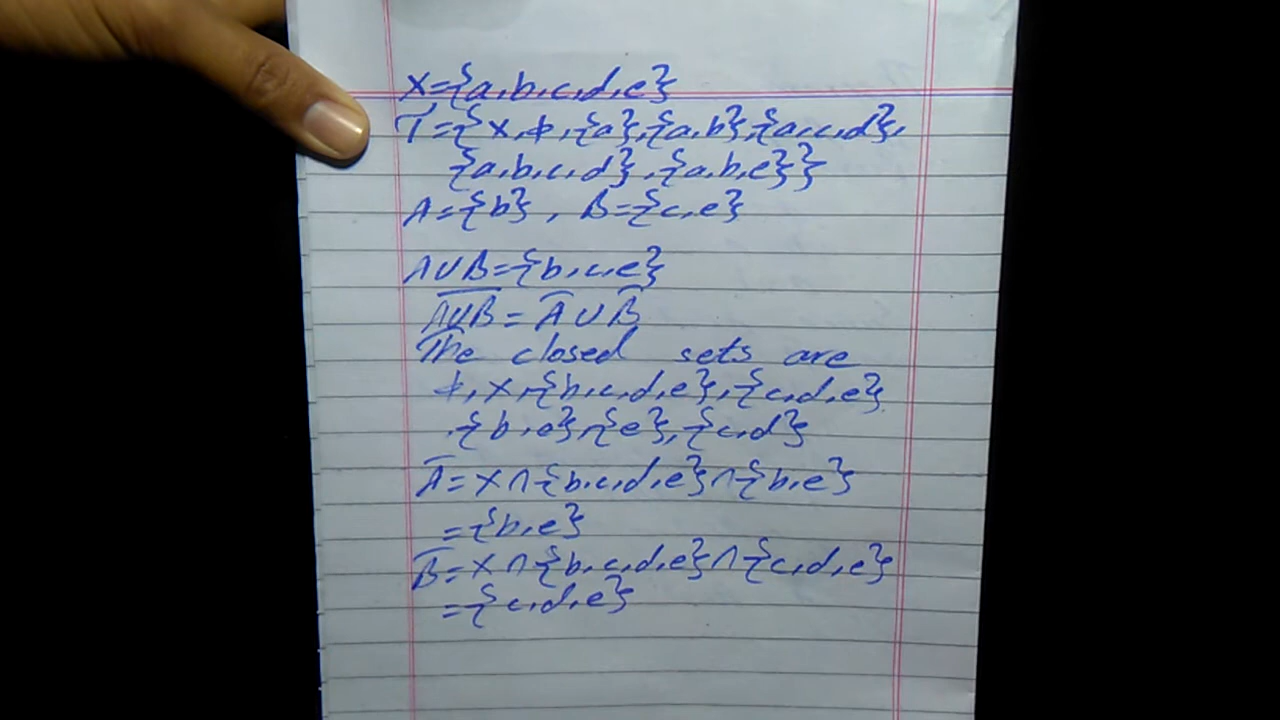 X={a,b,c,d,e}
T={X,ϕ,{a},{a,b},{a,c,d},
{a,b,c,d},{a,b,e}}
A={b}, B={c,e}
A∪B={b,c,e}
A̅∪̅B̅ = A̅ ∪ B̅
The closed sets are
ϕ,X,{b,c,d,e},{c,d,e}
,{b,e},{e},{c,d}
A̅=X∩{b,c,d,e}∩{b,e}
={b,e}
B̅=X∩{b,c,d,e}∩{c,d,e}
={c,d,e}